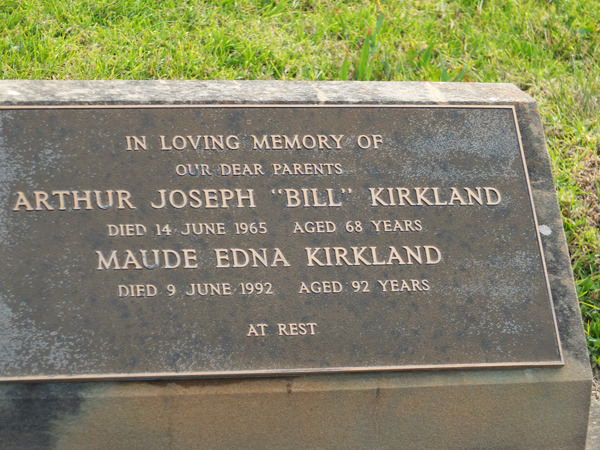 IN LOVING MEMORY OF
OUR DEAR PARENTS
ARTHUR JOSEPH "BILL" KIRKLAND
DIED 14 JUNE 1965 AGED 68 YEARS
MAUDE EDNA KIRKLAND
DIED 9 JUNE 1992 AGED 92 YEARS
AT REST